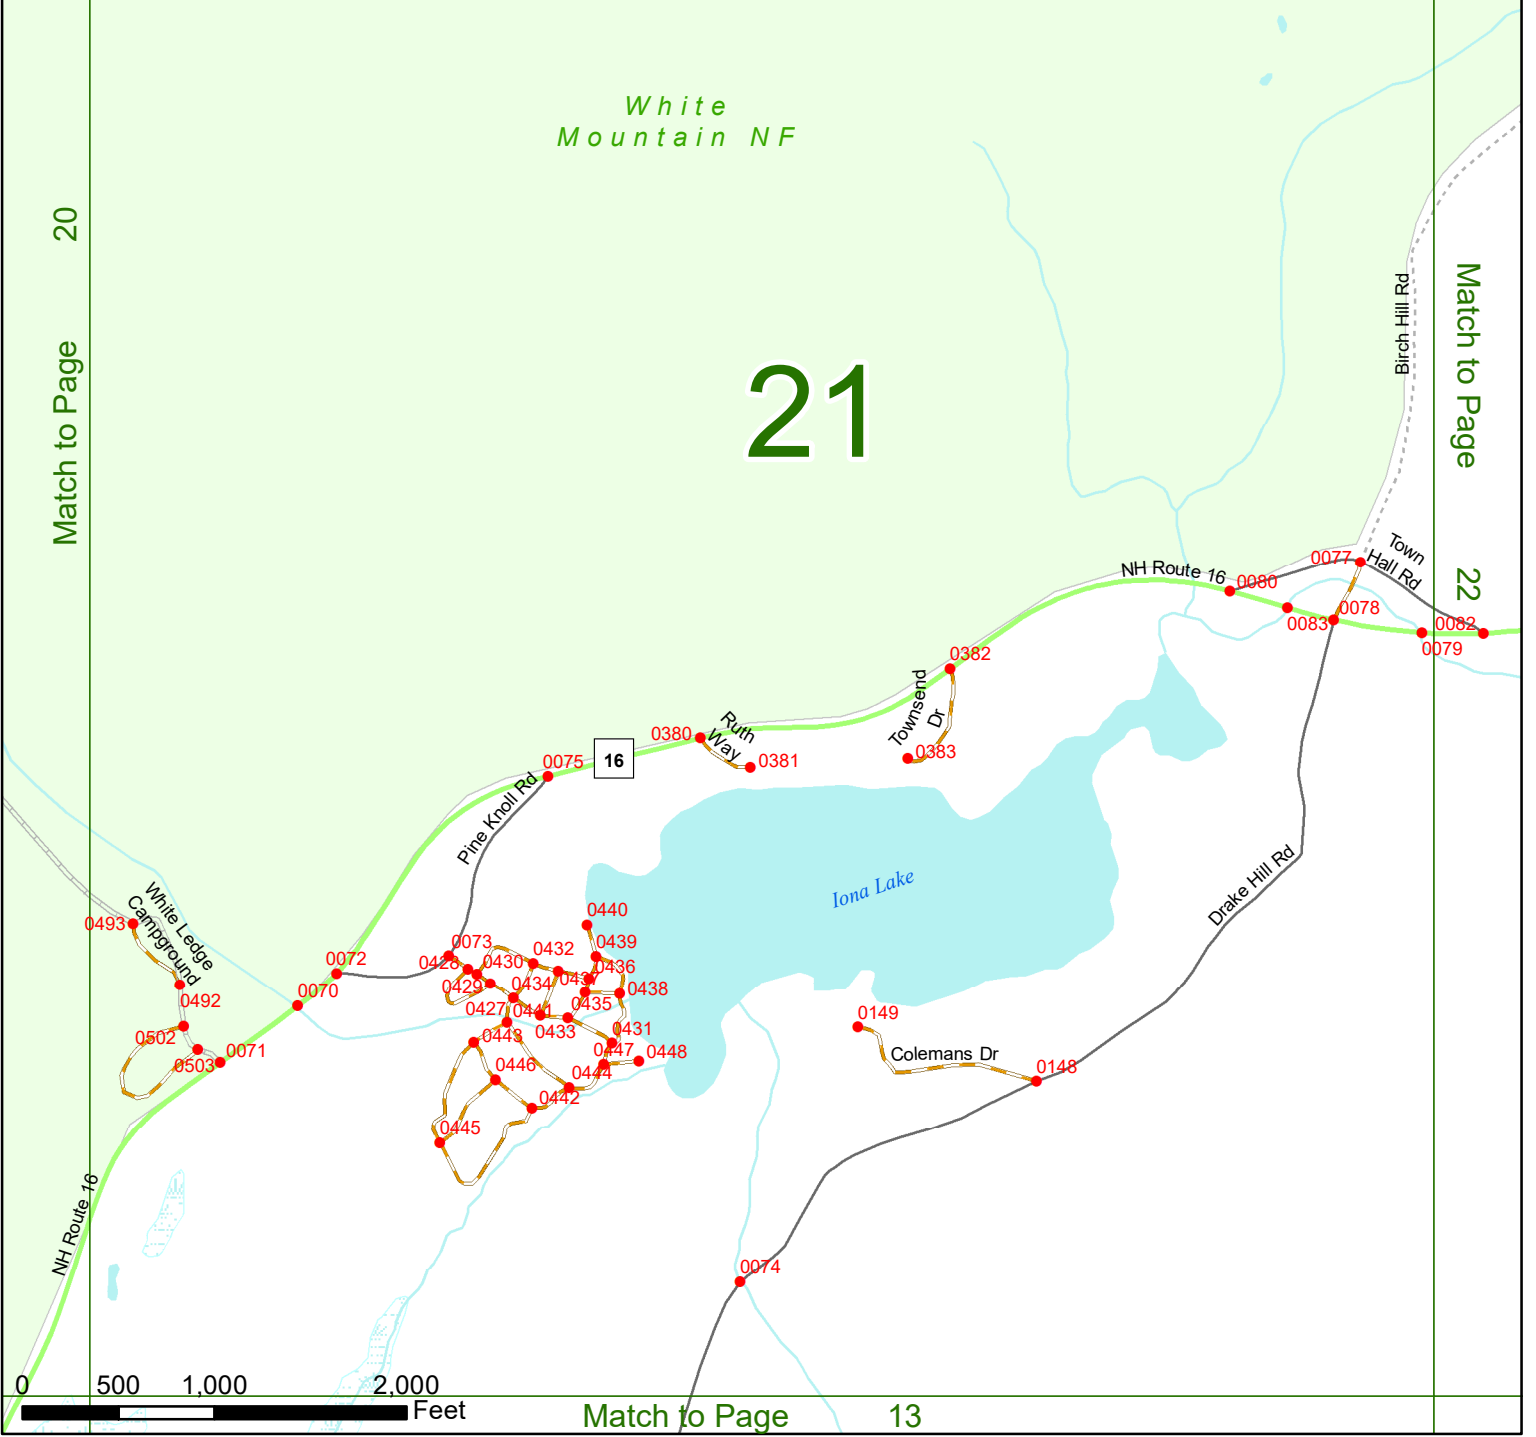 White
Mountain NF
20
Match to Page
21
Birch Hill Rd
Match to Page
22
Town
Hall Rd
0077
NH Route 16
0080
0078
0083
0082
0079
0382
Townsend
Dr
0383
Ruth
Way
0380
0381
16
0075
Pine Knoll Rd
Iona Lake
Drake Hill Rd
White Ledge
Campground
0493
0492
0502
0503
0071
0070
0072
0073
0428
0430
0432
0440
0439
0436
0437
0429
0434
0438
0435
0427
0441
0433
0431
0443
0447
0448
0446
0444
0442
0445
0149
Colemans Dr
0148
0074
NH Route 16
0 500 1,000 2,000
Feet
Match to Page 13